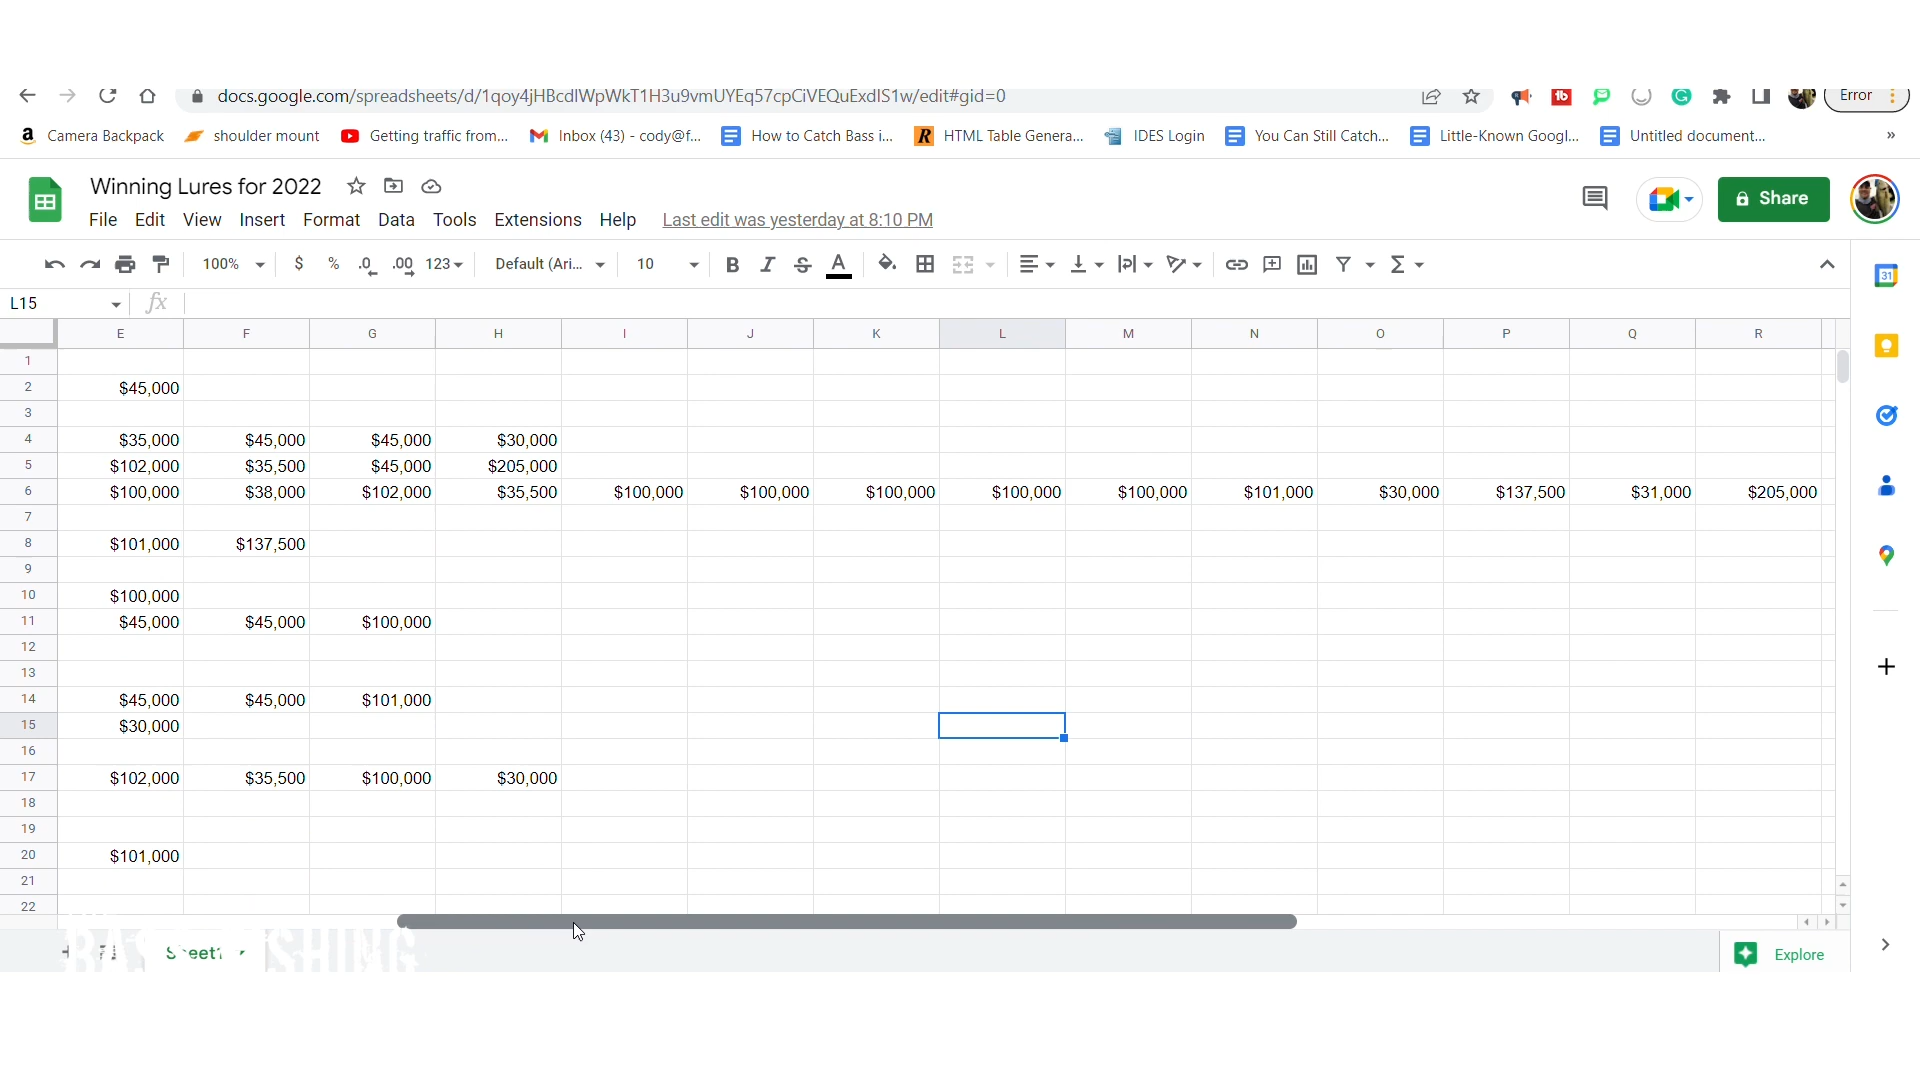 docs.google.com/spreadsheets/d/1qoy4jHBcdlWpWkT1H3u9vmUYEq57cpCiVEQuExdlS1w/edit#gid=0 Error
Camera Backpack shoulder mount Getting traffic from... Inbox (43) - cody@f... How to Catch Bass i... HTML Table Genera... IDES Login You Can Still Catch... Little-Known Googl... Untitled document... »
Winning Lures for 2022
File Edit View Insert Format Data Tools Extensions Help Last edit was yesterday at 8:10 PM Share
100% $ % .0 .00 123 Default (Ari... 10 B I S A Σ 31
L15 fx
E F G H I J K L M N O P Q R
1
2 $45,000
3
4 $35,000 $45,000 $45,000 $30,000
5 $102,000 $35,500 $45,000 $205,000
6 $100,000 $38,000 $102,000 $35,500 $100,000 $100,000 $100,000 $100,000 $100,000 $101,000 $30,000 $137,500 $31,000 $205,000
7
8 $101,000 $137,500
9
10 $100,000
11 $45,000 $45,000 $100,000
12
13
14 $45,000 $45,000 $101,000
15 $30,000
16
17 $102,000 $35,500 $100,000 $30,000
18
19
20 $101,000
21
22
Explore